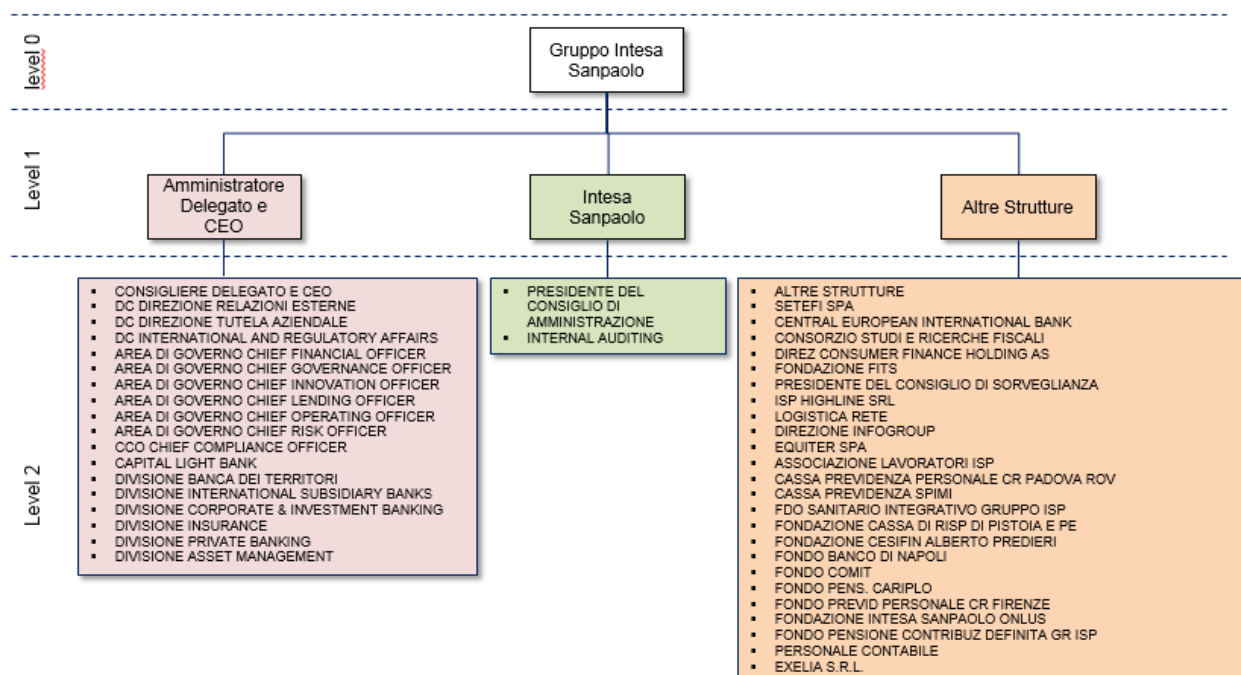 level 0
Gruppo Intesa
Sanpaolo
Level 1
Amministratore
Delegato e
CEO
Intesa
Sanpaolo
Altre Strutture
Level 2
▪ CONSIGLIERE DELEGATO E CEO
▪ DC DIREZIONE RELAZIONI ESTERNE
▪ DC DIREZIONE TUTELA AZIENDALE
▪ DC INTERNATIONAL AND REGULATORY AFFAIRS
▪ AREA DI GOVERNO CHIEF FINANCIAL OFFICER
▪ AREA DI GOVERNO CHIEF GOVERNANCE OFFICER
▪ AREA DI GOVERNO CHIEF INNOVATION OFFICER
▪ AREA DI GOVERNO CHIEF LENDING OFFICER
▪ AREA DI GOVERNO CHIEF OPERATING OFFICER
▪ AREA DI GOVERNO CHIEF RISK OFFICER
▪ CCO CHIEF COMPLIANCE OFFICER
▪ CAPITAL LIGHT BANK
▪ DIVISIONE BANCA DEI TERRITORI
▪ DIVISIONE INTERNATIONAL SUBSIDIARY BANKS
▪ DIVISIONE CORPORATE & INVESTMENT BANKING
▪ DIVISIONE INSURANCE
▪ DIVISIONE PRIVATE BANKING
▪ DIVISIONE ASSET MANAGEMENT
▪ PRESIDENTE DEL
CONSIGLIO DI
AMMINISTRAZIONE
▪ INTERNAL AUDITING
▪ ALTRE STRUTTURE
▪ SETEFI SPA
▪ CENTRAL EUROPEAN INTERNATIONAL BANK
▪ CONSORZIO STUDI E RICERCHE FISCALI
▪ DIREZ CONSUMER FINANCE HOLDING AS
▪ FONDAZIONE FITS
▪ PRESIDENTE DEL CONSIGLIO DI SORVEGLIANZA
▪ ISP HIGHLINE SRL
▪ LOGISTICA RETE
▪ DIREZIONE INFOGROUP
▪ EQUITER SPA
▪ ASSOCIAZIONE LAVORATORI ISP
▪ CASSA PREVIDENZA PERSONALE CR PADOVA ROV
▪ CASSA PREVIDENZA SPIMI
▪ FDO SANITARIO INTEGRATIVO GRUPPO ISP
▪ FONDAZIONE CASSA DI RISP DI PISTOIA E PE
▪ FONDAZIONE CESIFIN ALBERTO PREDIERI
▪ FONDO BANCO DI NAPOLI
▪ FONDO COMIT
▪ FONDO PENS. CARIPLO
▪ FONDO PREVID PERSONALE CR FIRENZE
▪ FONDAZIONE INTESA SANPAOLO ONLUS
▪ FONDO PENSIONE CONTRIBUZ DEFINITA GR ISP
▪ PERSONALE CONTABILE
▪ EXELIA S.R.L.